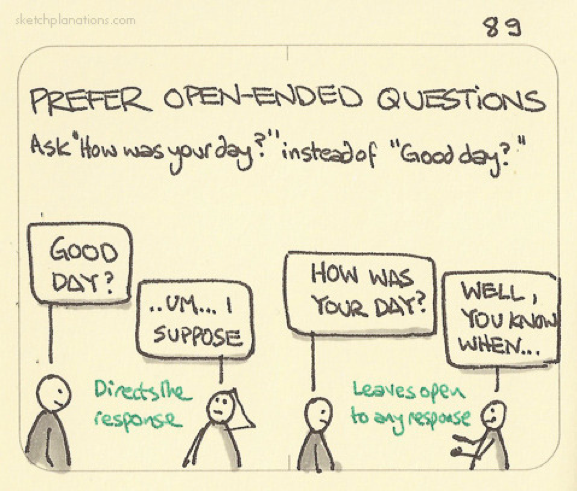 sketchplanations.com
89
PREFER OPEN-ENDED QUESTIONS
Ask "How was your day?" instead of "Good day?"
GOOD
DAY?
..UM... I
SUPPOSE
Directs the
response
HOW WAS
YOUR DAY?
WELL,
YOU KNOW
WHEN...
Leaves open
to any response